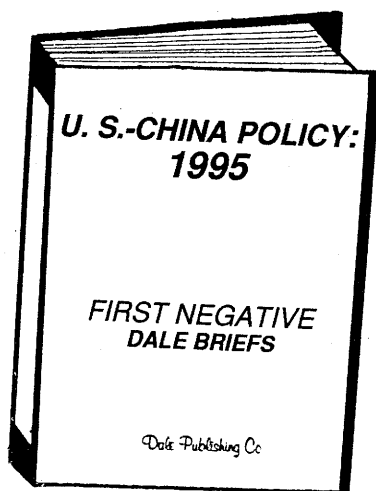 U. S.-CHINA POLICY:
1995
FIRST NEGATIVE
DALE BRIEFS
Dale Publishing Co